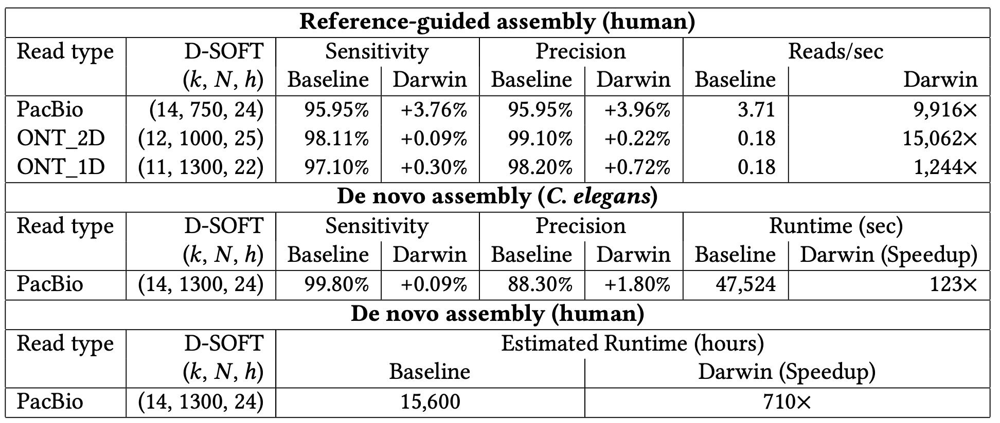 Reference-guided assembly (human)
Read type D-SOFT Sensitivity Precision Reads/sec
(k, N, h) Baseline Darwin Baseline Darwin Baseline Darwin
PacBio (14, 750, 24) 95.95% +3.76% 95.95% +3.96% 3.71 9,916×
ONT_2D (12, 1000, 25) 98.11% +0.09% 99.10% +0.22% 0.18 15,062×
ONT_1D (11, 1300, 22) 97.10% +0.30% 98.20% +0.72% 0.18 1,244×
De novo assembly (C. elegans)
Read type D-SOFT Sensitivity Precision Runtime (sec)
(k, N, h) Baseline Darwin Baseline Darwin Baseline Darwin (Speedup)
PacBio (14, 1300, 24) 99.80% +0.09% 88.30% +1.80% 47,524 123×
De novo assembly (human)
Read type D-SOFT Estimated Runtime (hours)
(k, N, h) Baseline Darwin (Speedup)
PacBio (14, 1300, 24) 15,600 710×